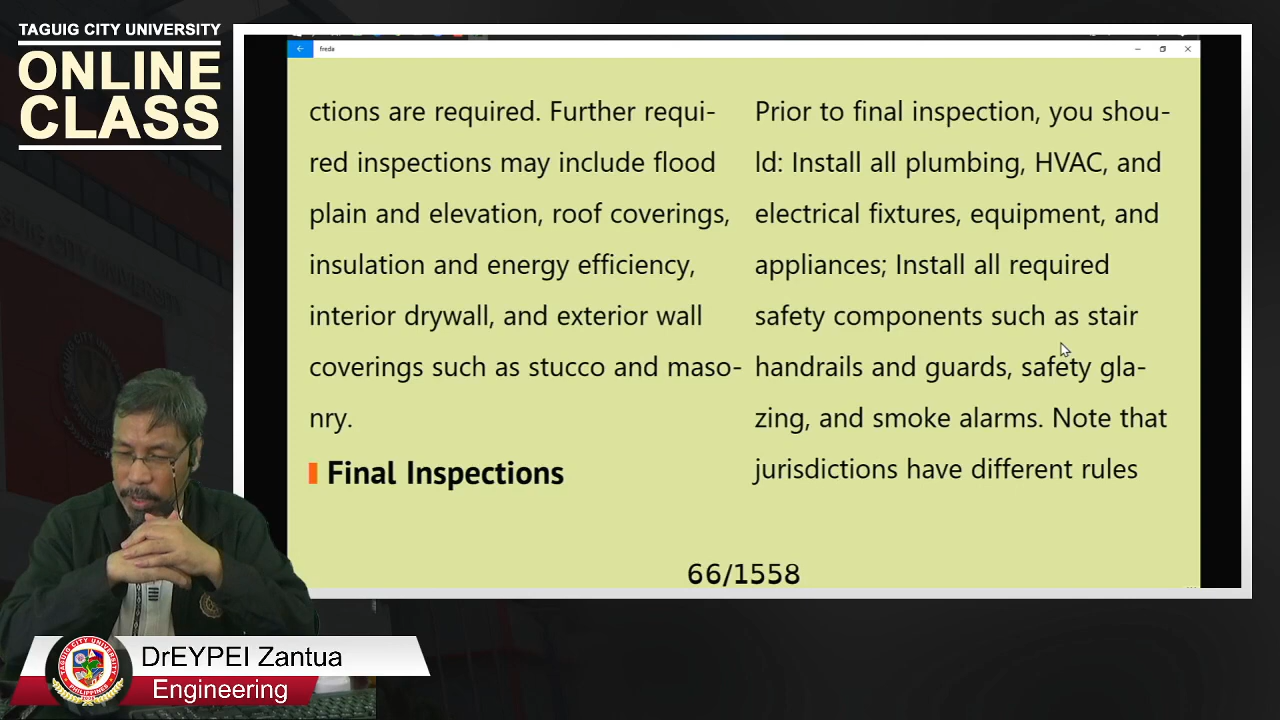 TAGUIG CITY UNIVERSITY
ONLINE
CLASS
freda
ctions are required. Further requi-
red inspections may include flood
plain and elevation, roof coverings,
insulation and energy efficiency,
interior drywall, and exterior wall
coverings such as stucco and maso-
nry.
Final Inspections
Prior to final inspection, you shou-
ld: Install all plumbing, HVAC, and
electrical fixtures, equipment, and
appliances; Install all required
safety components such as stair
handrails and guards, safety gla-
zing, and smoke alarms. Note that
jurisdictions have different rules
66/1558
DrEYPEI Zantua
Engineering